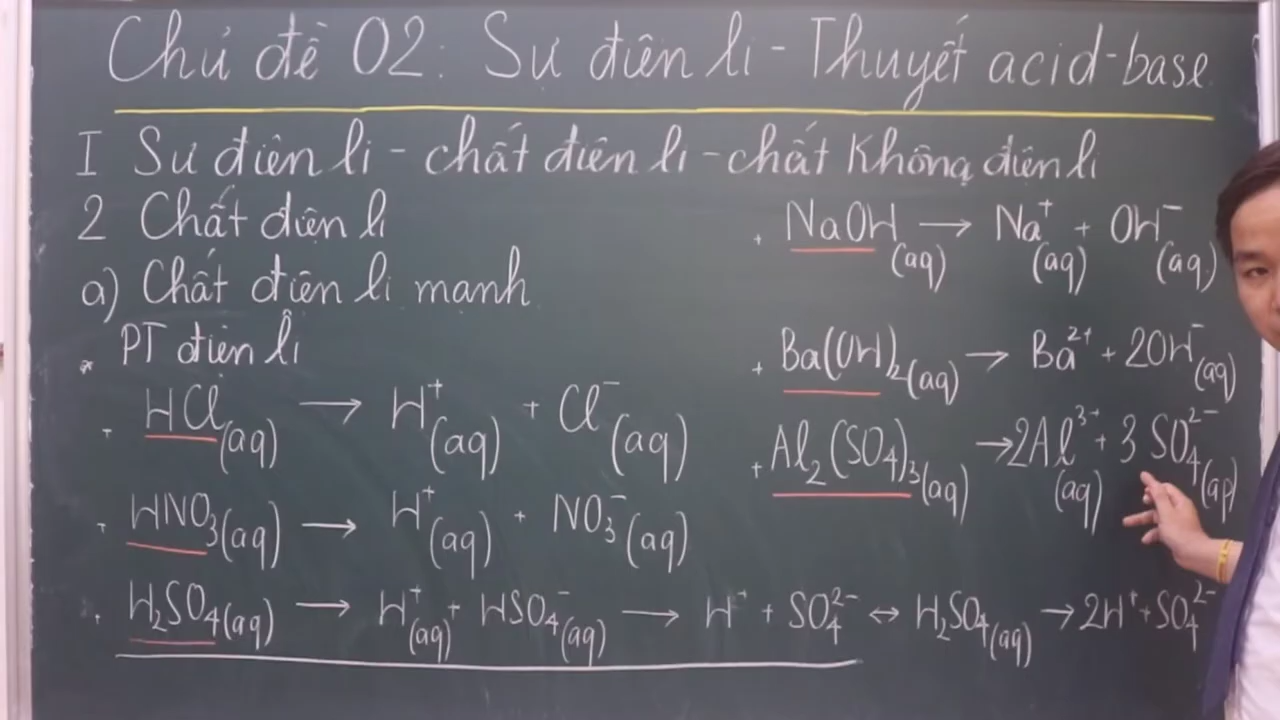 Chủ đề 02: Sự điện li - Thuyết acid-base
I Sự điện li - chất điện li - chất không điện li
2 Chất điện li
a) Chất điện li mạnh
* PT điện li
+ HCl(aq) → H⁺(aq) + Cl⁻(aq)
+ HNO₃(aq) → H⁺(aq) + NO₃⁻(aq)
+ H₂SO₄(aq) → H⁺(aq) + HSO₄⁻(aq) → H⁺ + SO₄²⁻ ↔ H₂SO₄(aq) → 2H⁺ + SO₄²⁻
+ NaOH(aq) → Na⁺(aq) + OH⁻(aq)
+ Ba(OH)₂(aq) → Ba²⁺ + 2OH⁻(aq)
+ Al₂(SO₄)₃(aq) → 2Al³⁺(aq) + 3SO₄²⁻(aq)